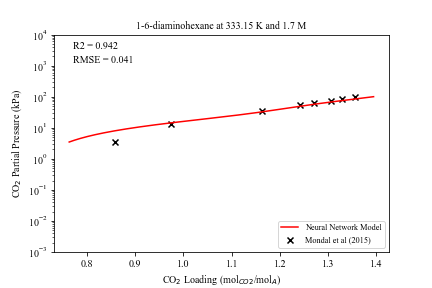 1-6-diaminohexane at 333.15 K and 1.7 M
R2 = 0.942
RMSE = 0.041
CO₂ Partial Pressure (kPa)
10⁴
10³
10²
10¹
10⁰
10⁻¹
10⁻²
10⁻³
Neural Network Model
Mondal et al (2015)
0.8 0.9 1.0 1.1 1.2 1.3 1.4
CO₂ Loading (mol_CO2/mol_A)